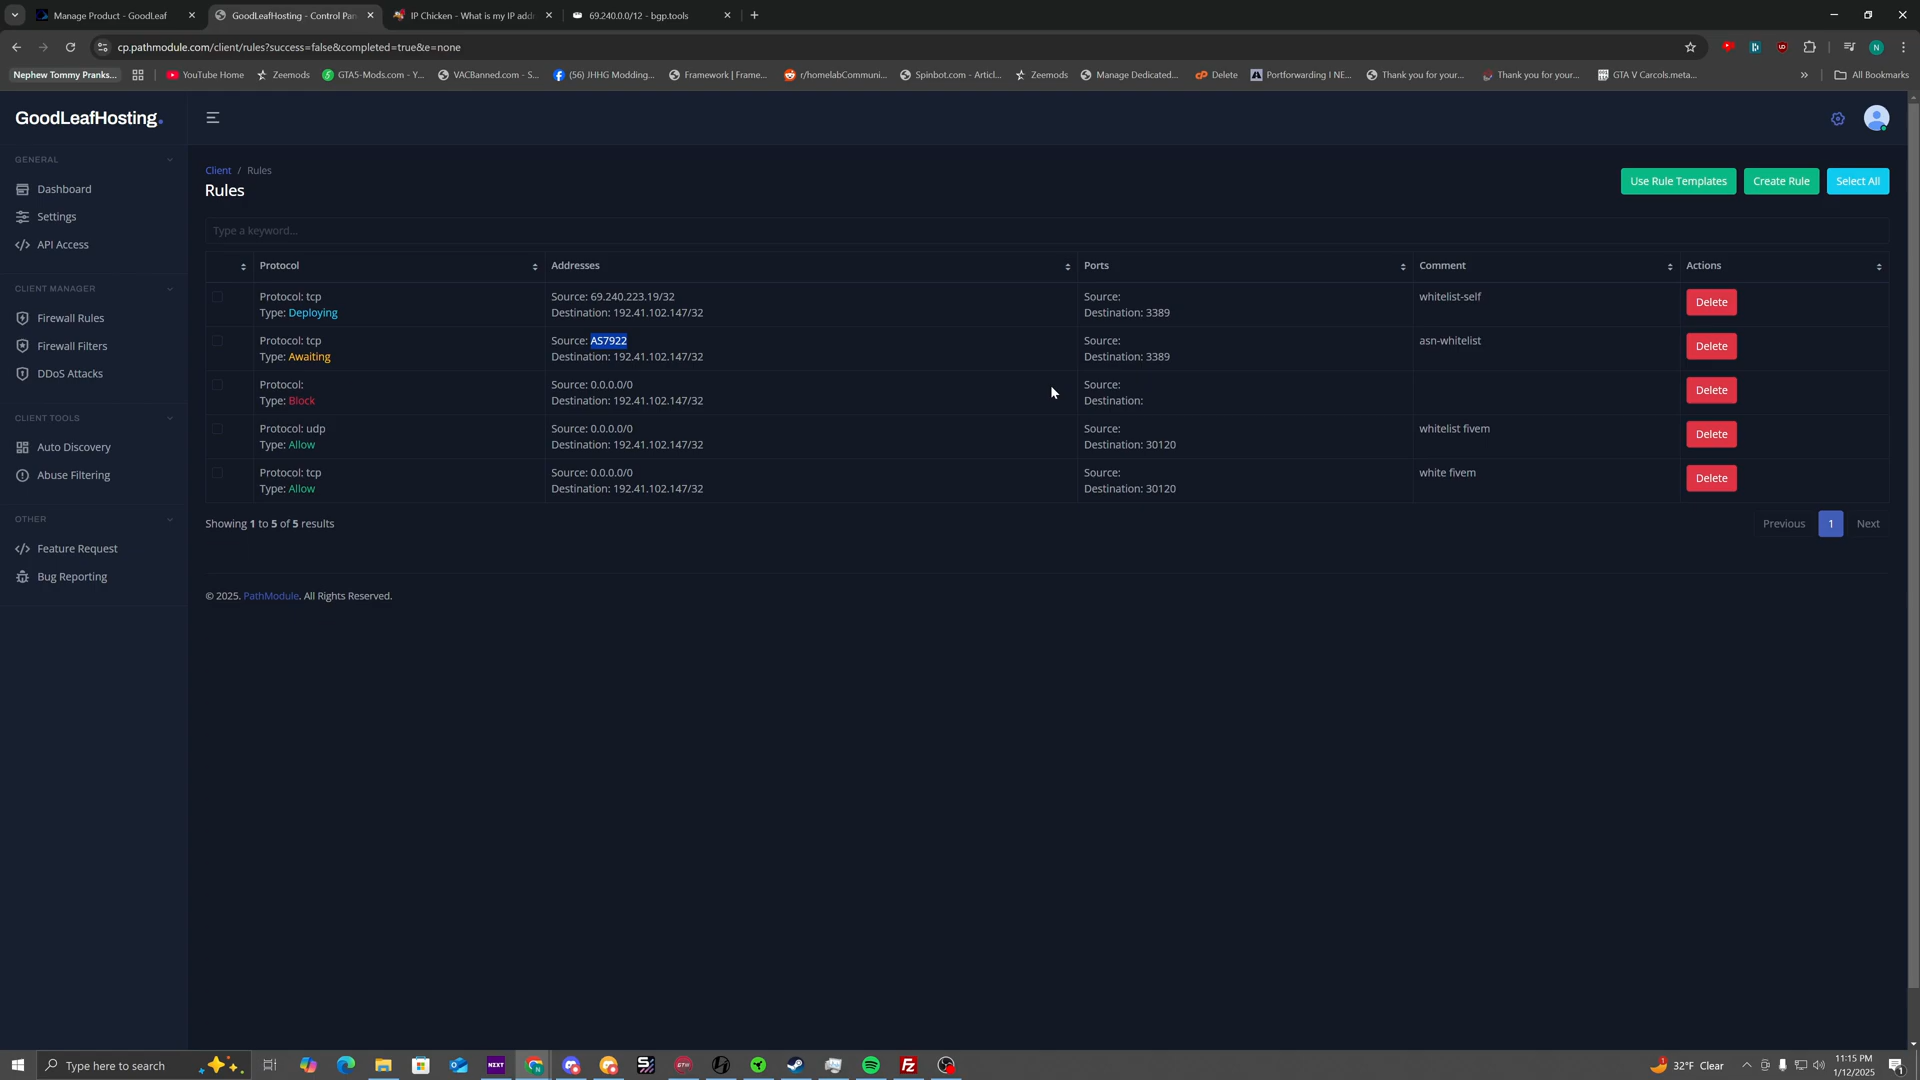 Manage Product - GoodLeaf
GoodLeafHosting - Control Pan
IP Chicken - What is my IP addr
69.240.0.0/12 - bgp.tools
cp.pathmodule.com/client/rules?success=false&completed=true&e=none
N
Nephew Tommy Pranks...
YouTube Home
Zeemods
GTA5-Mods.com - Y...
VACBanned.com - S...
(56) JHHG Modding...
Framework | Frame...
r/homelabCommuni...
Spinbot.com - Articl...
Zeemods
Manage Dedicated...
Delete
Portforwarding I NE...
Thank you for your...
Thank you for your...
GTA V Carcols.meta...
All Bookmarks
GoodLeafHosting.
GENERAL
Dashboard
Settings
API Access
CLIENT MANAGER
Firewall Rules
Firewall Filters
DDoS Attacks
CLIENT TOOLS
Auto Discovery
Abuse Filtering
OTHER
Feature Request
Bug Reporting
Client / Rules
Rules
Use Rule Templates
Create Rule
Select All
Type a keyword...
Protocol
Addresses
Ports
Comment
Actions
Protocol: tcp
Type: Deploying
Source: 69.240.223.19/32
Destination: 192.41.102.147/32
Source:
Destination: 3389
whitelist-self
Delete
Protocol: tcp
Type: Awaiting
Source: AS7922
Destination: 192.41.102.147/32
Source:
Destination: 3389
asn-whitelist
Delete
Protocol:
Type: Block
Source: 0.0.0.0/0
Destination: 192.41.102.147/32
Source:
Destination:
Delete
Protocol: udp
Type: Allow
Source: 0.0.0.0/0
Destination: 192.41.102.147/32
Source:
Destination: 30120
whitelist fivem
Delete
Protocol: tcp
Type: Allow
Source: 0.0.0.0/0
Destination: 192.41.102.147/32
Source:
Destination: 30120
white fivem
Delete
Showing 1 to 5 of 5 results
Previous
1
Next
© 2025. PathModule. All Rights Reserved.
Type here to search
NZXT
FZ
32°F Clear
11:15 PM
1/12/2025